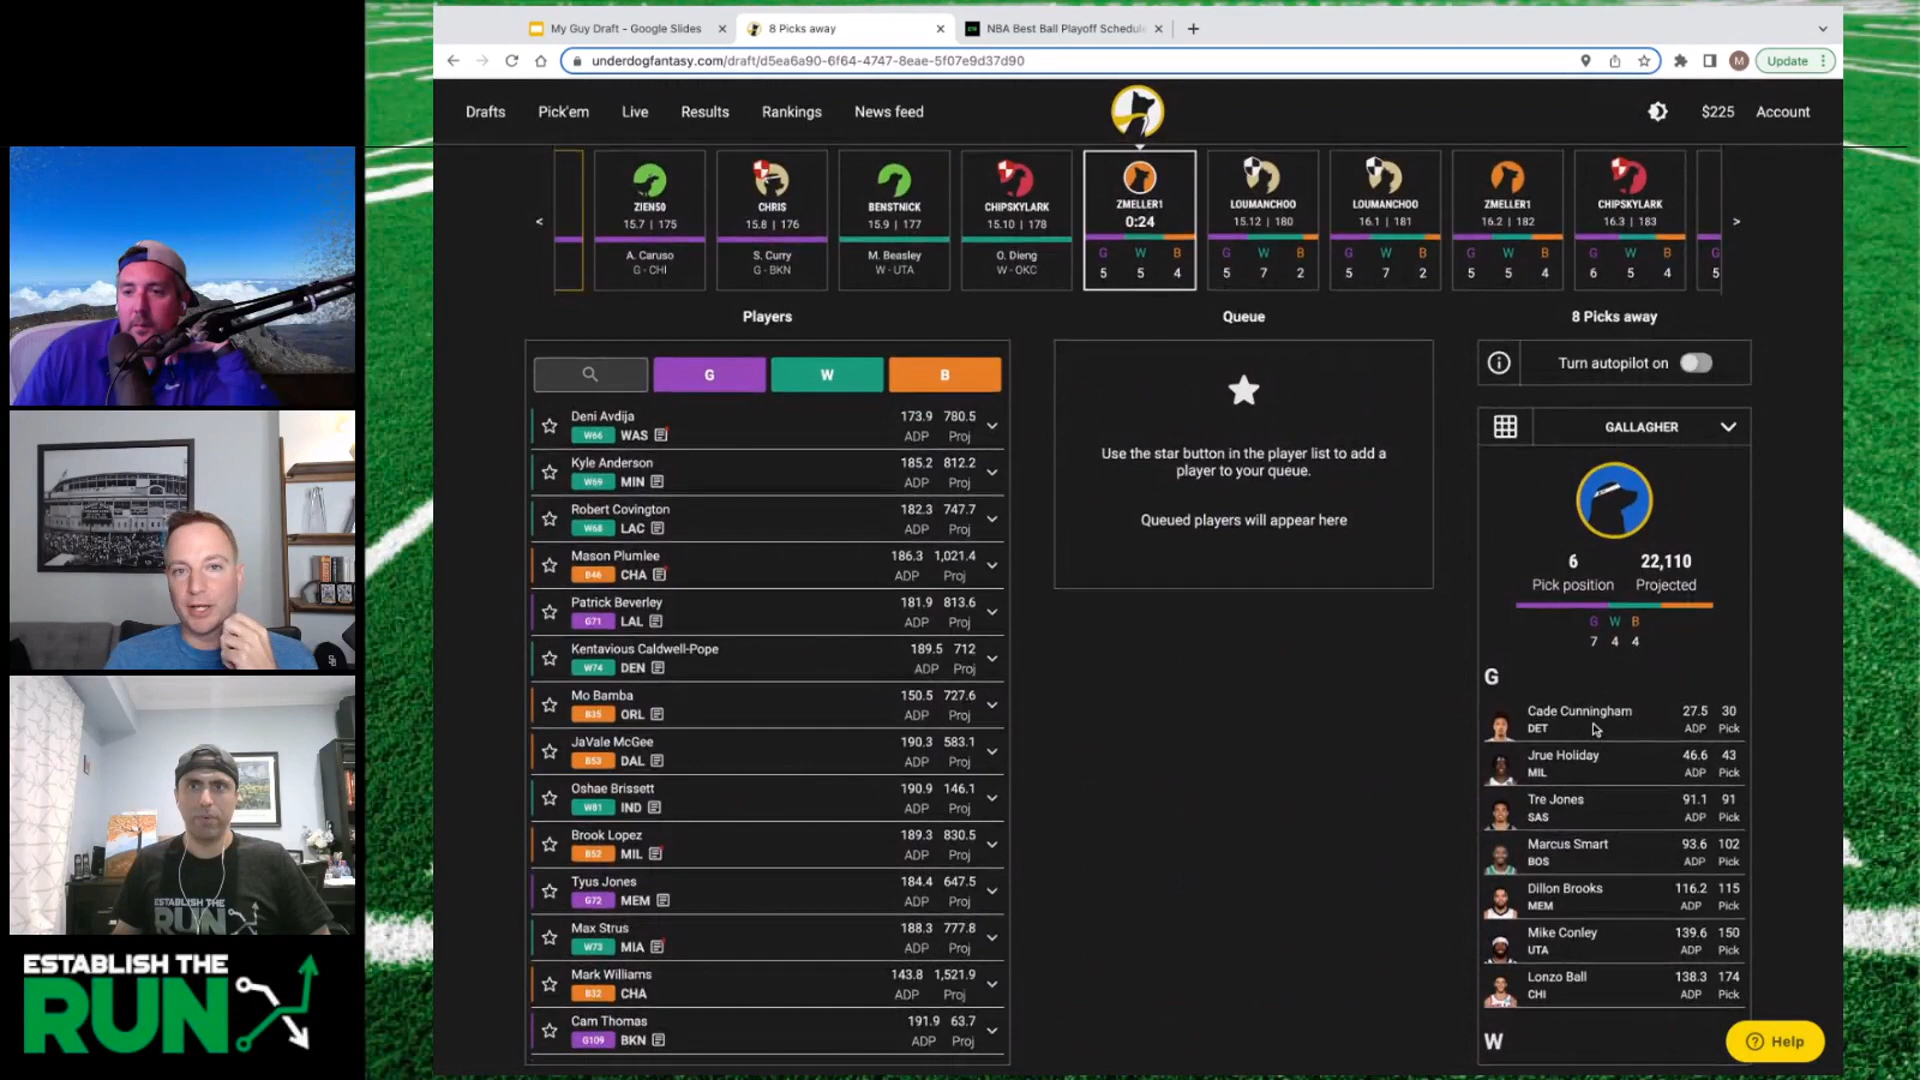 My Guy Draft - Google Slides
8 Picks away
NBA Best Ball Playoff Schedule
underdogfantasy.com/draft/d5ea6a90-6f64-4747-8eae-5f07e9d37d90
M
Update
Drafts Pick'em Live Results Rankings News feed
$225 Account
ZIEN50
15.7 | 175
A. Caruso
G - CHI
CHRIS
15.8 | 176
S. Curry
G - BKN
BENSTNICK
15.9 | 177
M. Beasley
W - UTA
CHIPSKYLARK
15.10 | 178
O. Dieng
W - OKC
ZMELLER1
0:24
G W B
5 5 4
LOUMANCHOO
15.12 | 180
G W B
5 7 2
LOUMANCHOO
16.1 | 181
G W B
5 7 2
ZMELLER1
16.2 | 182
G W B
5 5 4
CHIPSKYLARK
16.3 | 183
G W B
6 5 4
G
5
Players
G W B
Deni Avdija 173.9 780.5
W66 WAS ADP Proj
Kyle Anderson 185.2 812.2
W69 MIN ADP Proj
Robert Covington 182.3 747.7
W68 LAC ADP Proj
Mason Plumlee 186.3 1,021.4
B46 CHA ADP Proj
Patrick Beverley 181.9 813.6
G71 LAL ADP Proj
Kentavious Caldwell-Pope 189.5 712
W74 DEN ADP Proj
Mo Bamba 150.5 727.6
B35 ORL ADP Proj
JaVale McGee 190.3 583.1
B53 DAL ADP Proj
Oshae Brissett 190.9 146.1
W81 IND ADP Proj
Brook Lopez 189.3 830.5
B52 MIL ADP Proj
Tyus Jones 184.4 647.5
G72 MEM ADP Proj
Max Strus 188.3 777.8
W73 MIA ADP Proj
Mark Williams 143.8 1,521.9
B32 CHA ADP Proj
Cam Thomas 191.9 63.7
G109 BKN ADP Proj
Queue
Use the star button in the player list to add a
player to your queue.
Queued players will appear here
8 Picks away
Turn autopilot on
GALLAGHER
6 22,110
Pick position Projected
G W B
7 4 4
G
Cade Cunningham 27.5 30
DET ADP Pick
Jrue Holiday 46.6 43
MIL ADP Pick
Tre Jones 91.1 91
SAS ADP Pick
Marcus Smart 93.6 102
BOS ADP Pick
Dillon Brooks 116.2 115
MEM ADP Pick
Mike Conley 139.6 150
UTA ADP Pick
Lonzo Ball 138.3 174
CHI ADP Pick
W
Help
ESTABLISH THE
RUN
ESTABLISH THE
RUN